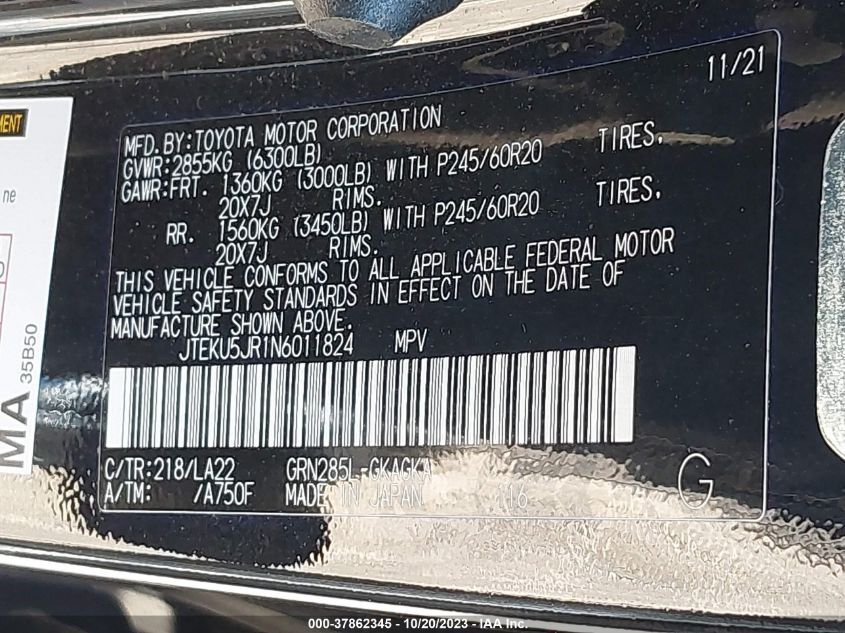 11/21
MFD. BY:TOYOTA MOTOR CORPORATION
GVWR:2855KG (6300LB)
GAWR:FRT. 1360KG (3000LB) WITH P245/60R20 TIRES.
20X7J RIMS.
RR. 1560KG (3450LB) WITH P245/60R20 TIRES.
20X7J RIMS.
THIS VEHICLE CONFORMS TO ALL APPLICABLE FEDERAL MOTOR
VEHICLE SAFETY STANDARDS IN EFFECT ON THE DATE OF
MANUFACTURE SHOWN ABOVE.
JTEKU5JR1N6011824 MPV
C/TR:218/LA22 GRN285L-GKAGKA
A/TM: /A750F MADE IN JAPAN 116
G
MENT
ne
MA 35B50
000-37862345 - 10/20/2023 - IAA Inc.